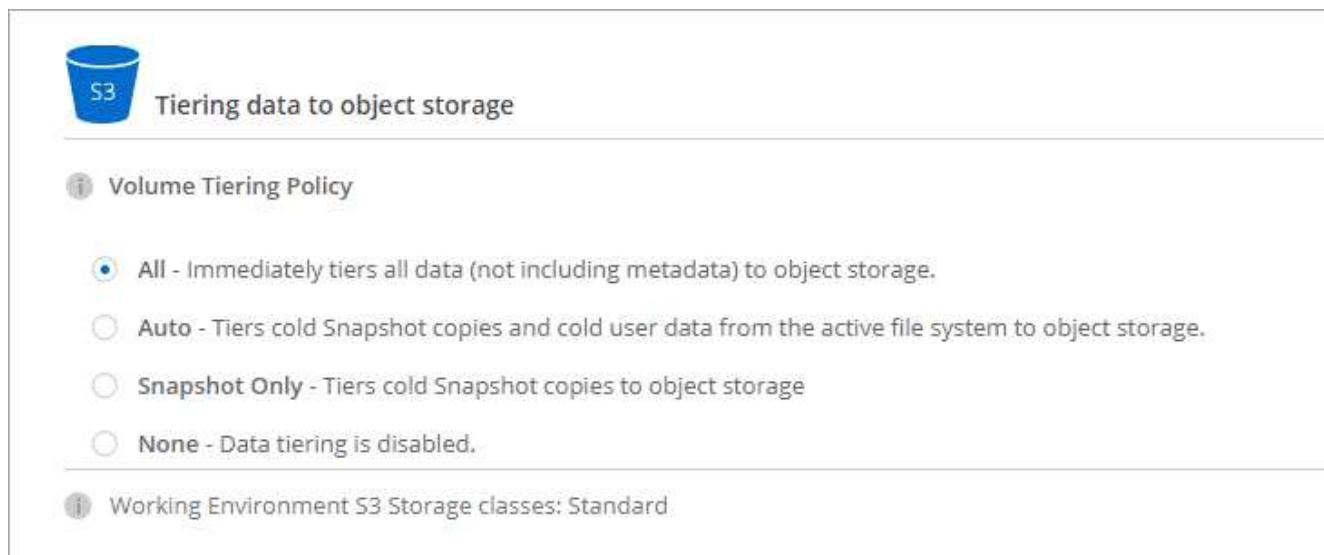 S3
Tiering data to object storage
Volume Tiering Policy
All - Immediately tiers all data (not including metadata) to object storage.
Auto - Tiers cold Snapshot copies and cold user data from the active file system to object storage.
Snapshot Only - Tiers cold Snapshot copies to object storage
None - Data tiering is disabled.
Working Environment S3 Storage classes: Standard